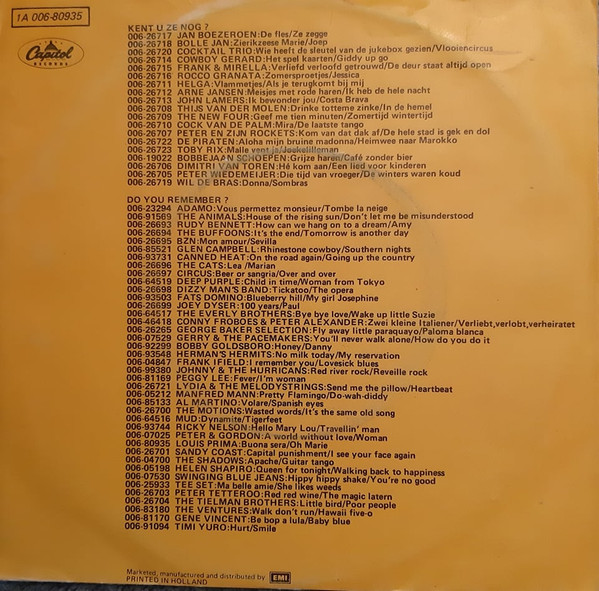 1A 006-80935
Capitol
RECORDS
KENT U ZE NOG ?
006-26717 JAN BOEZEROEN:De fles/Ze zegge
006-26718 BOLLE JAN:Zierikzeese Marie/Joep
006-26720 COCKTAIL TRIO:Wie heeft de sleutel van de jukebox gezien/Vlooiencircus
006-26714 COWBOY GERARD:Het spel kaarten/Giddy up go
006-26715 FRANK & MIRELLA:Verliefd verloofd getrouwd/De deur staat altijd open
006-26716 ROCCO GRANATA:Zomersproetjes/Jessica
006-26711 HELGA:Vlammetjes/Als je terugkomt bij mij
006-26712 ARNE JANSEN:Meisjes met rode haren/Ik heb de hele nacht
006-26713 JOHN LAMERS:Ik bewonder jou/Costa Brava
006-26708 THIJS VAN DER MOLEN:Drinke totteme zinke/In de hemel
006-26709 THE NEW FOUR:Geef me tien minuten/Zomertijd wintertijd
006-26710 COCK VAN DE PALM:Mira/De laatste tango
006-26707 PETER EN ZIJN ROCKETS:Kom van dat dak af/De hele stad is gek en dol
006-26722 DE PIRATEN:Aloha mijn bruine madonna/Heimwee naar Marokko
006-26723 TOBY RIX:Malle vent je/Joekelilleman
006-19022 BOBBEJAAN SCHOEPEN:Grijze haren/Café zonder bier
006-26706 DIMITRI VAN TOREN:Hé kom aan/Een lied voor kinderen
006-26705 PETER WIEDEMEIJER:Die tijd van vroeger/De winters waren koud
006-26719 WIL DE BRAS:Donna/Sombras
DO YOU REMEMBER ?
006-23294 ADAMO:Vous permettez monsieur/Tombe la neige
006-91569 THE ANIMALS:House of the rising sun/Don't let me be misunderstood
006-26693 RUDY BENNETT:How can we hang on to a dream/Amy
006-26694 THE BUFFOONS:It's the end/Tomorrow is another day
006-26695 BZN:Mon amour/Sevilla
006-85521 GLEN CAMPBELL:Rhinestone cowboy/Southern nights
006-93731 CANNED HEAT:On the road again/Going up the country
006-26696 THE CATS:Lea /Marian
006-26697 CIRCUS:Beer or sangria/Over and over
006-64519 DEEP PURPLE:Child in time/Woman from Tokyo
006-26698 DIZZY MAN'S BAND:Tickatoo/The opera
006-93503 FATS DOMINO:Blueberry hill/My girl Josephine
006-26699 JOEY DYSER:100 years/Paul
006-64517 THE EVERLY BROTHERS:Bye bye love/Wake up little Suzie
006-46418 CONNY FROBOES & PETER ALEXANDER:Zwei kleine Italiener/Verliebt,verlobt,verheiratet
006-26265 GEORGE BAKER SELECTION:Fly away little paraquayo/Paloma blanca
006-07529 GERRY & THE PACEMAKERS:You'll never walk alone/How do you do it
006-92299 BOBBY GOLDSBORO:Honey/Danny
006-93548 HERMAN'S HERMITS:No milk today/My reservation
006-04847 FRANK IFIELD:I remember you/Lovesick blues
006-99380 JOHNNY & THE HURRICANS:Red river rock/Reveille rock
006-81169 PEGGY LEE:Fever/I'm woman
006-26721 LYDIA & THE MELODYSTRINGS:Send me the pillow/Heartbeat
006-05212 MANFRED MANN:Pretty Flamingo/Do-wah-diddy
006-85133 AL MARTINO:Volare/Spanish eyes
006-26700 THE MOTIONS:Wasted words/It's the same old song
006-64516 MUD:Dynamite/Tigerfeet
006-93744 RICKY NELSON:Hello Mary Lou/Travellin' man
006-07025 PETER & GORDON:A world without love/Woman
006-80935 LOUIS PRIMA:Buona sera/Oh Marie
006-26701 SANDY COAST:Capital punishment/I see your face again
006-04700 THE SHADOWS:Apache/Guitar tango
006-05198 HELEN SHAPIRO:Queen for tonight/Walking back to happiness
006-07530 SWINGING BLUE JEANS:Hippy hippy shake/You're no good
006-25933 TEE SET:Ma belle amie/She likes weeds
006-26703 PETER TETTEROO:Red red wine/The magic latern
006-26704 THE TIELMAN BROTHERS:Little bird/Poor people
006-83180 THE VENTURES:Walk don't run/Hawaii five-o
006-81170 GENE VINCENT:Be bop a lula/Baby blue
006-91094 TIMI YURO:Hurt/Smile
Marketed, manufactured and distributed by EMI
PRINTED IN HOLLAND